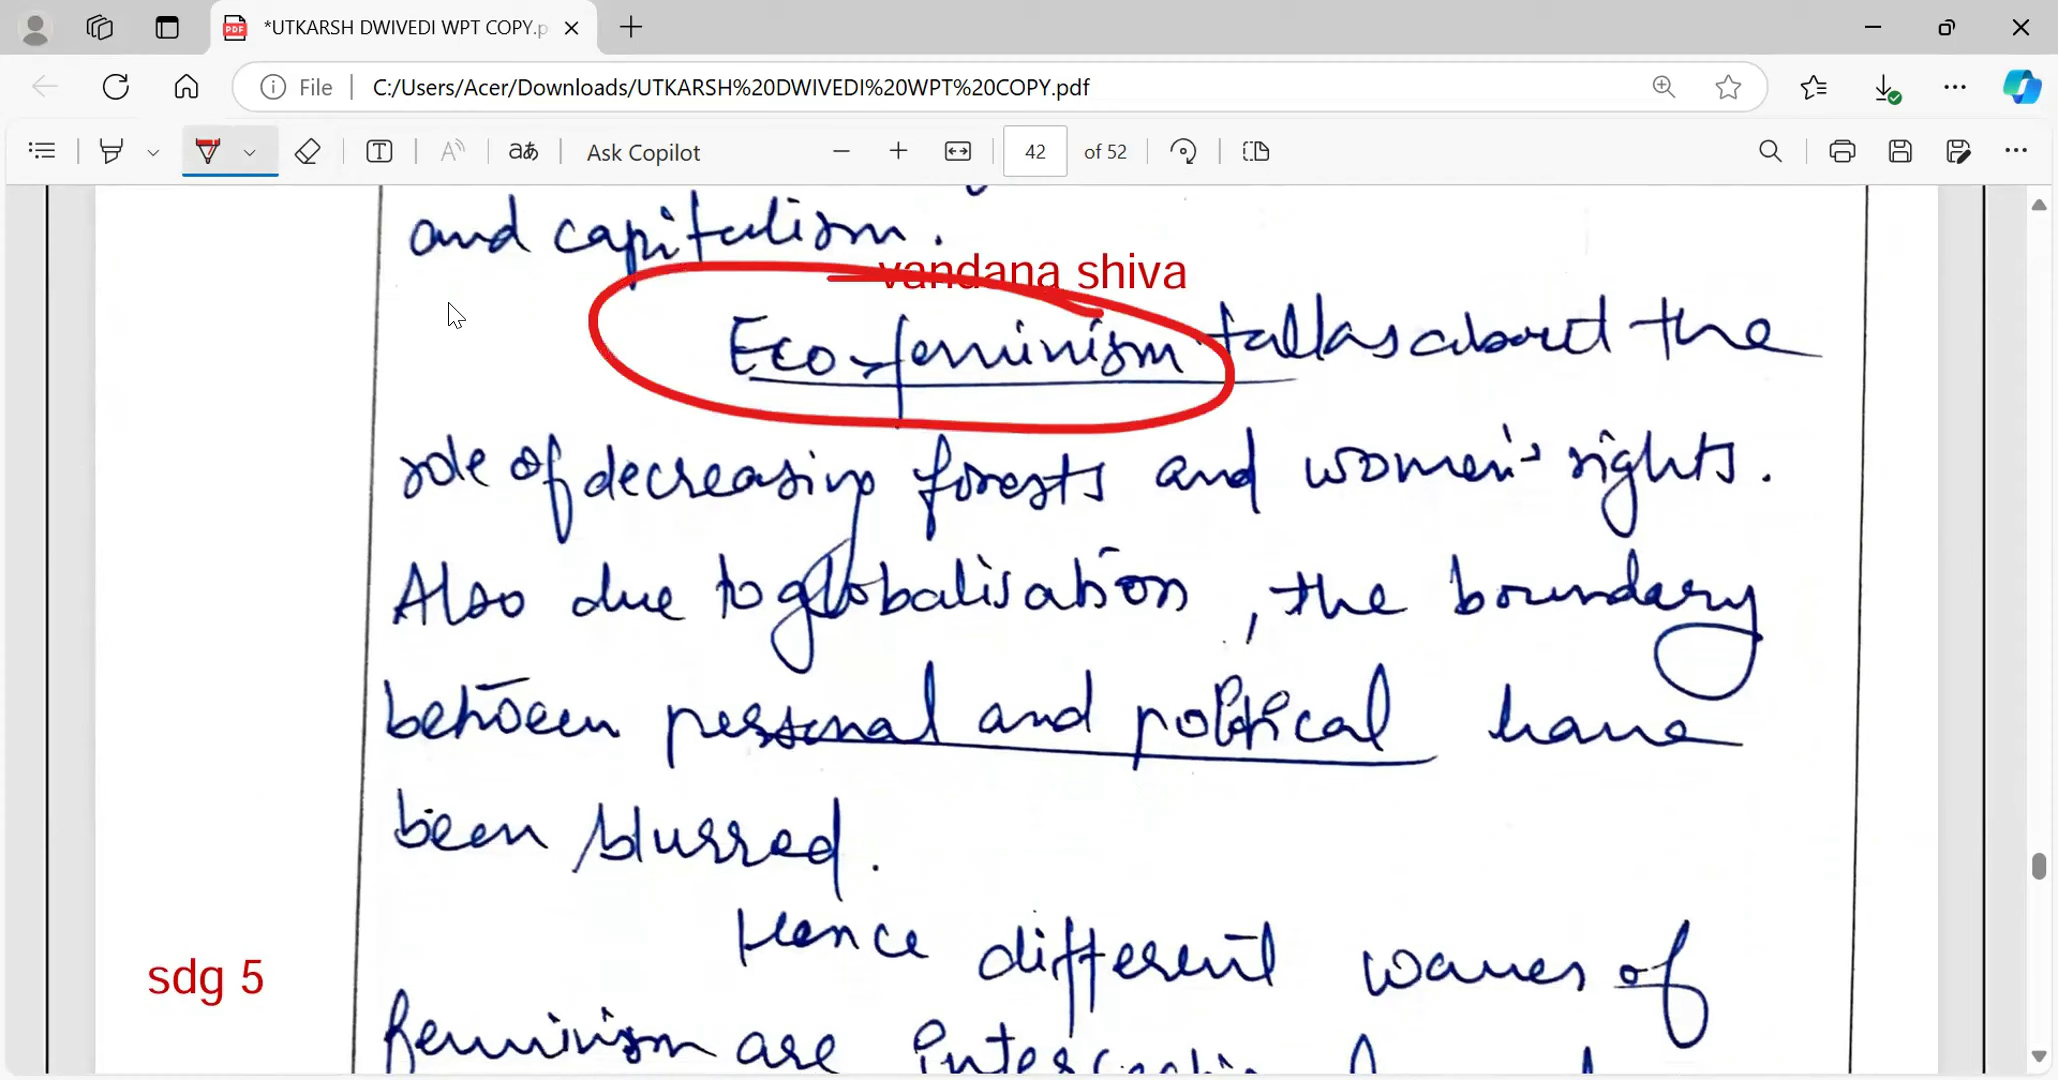 *UTKARSH DWIVEDI WPT COPY.p
File C:/Users/Acer/Downloads/UTKARSH%20DWIVEDI%20WPT%20COPY.pdf
Ask Copilot 42 of 52
and capitalism.
vandana shiva
Eco-feminism talks about the
role of decreasing forests and women's rights.
Also due to globalisation, the boundary
between personal and political have
been blurred.
Hence different waves of
sdg 5
feminism are